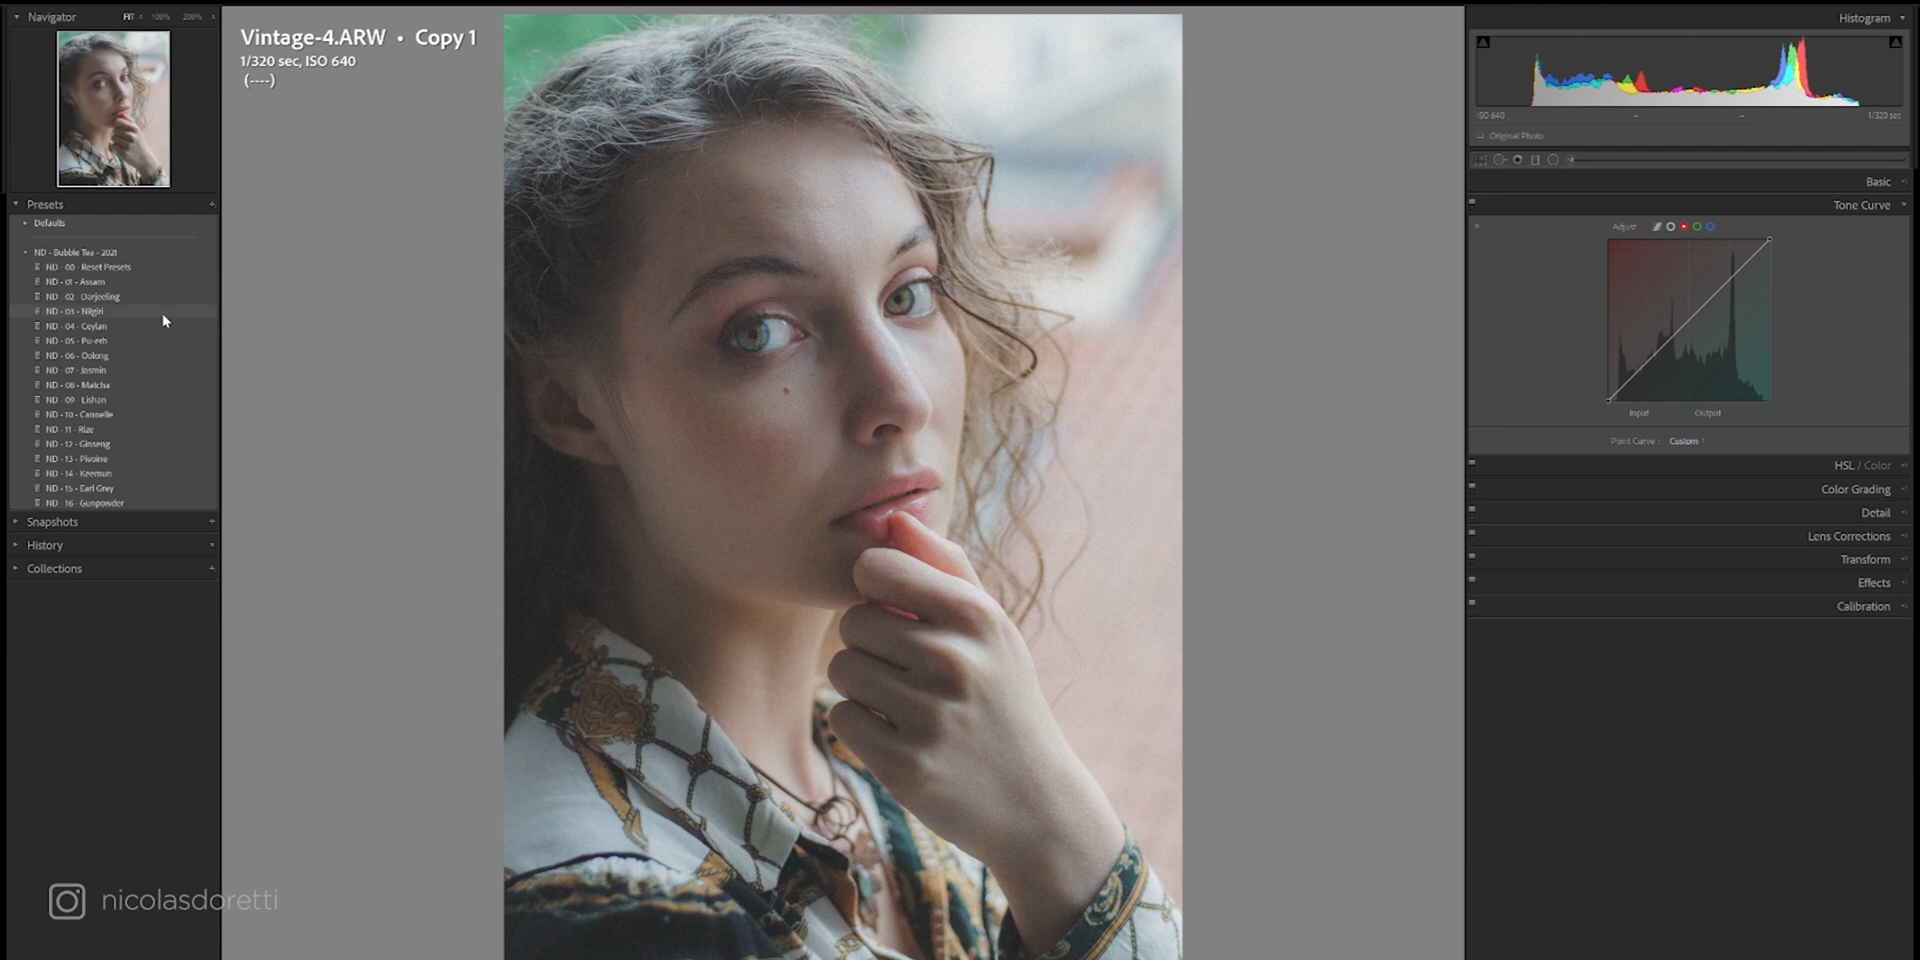 Navigator FIT 100% 200%
Vintage-4.ARW • Copy 1
1/320 sec, ISO 640
(----)
Presets
Defaults
ND - Bubble Tea - 2021
ND - 00 - Reset Presets
ND - 01 - Assam
ND - 02 - Darjeeling
ND - 03 - Nilgiri
ND - 04 - Ceylan
ND - 05 - Pu-erh
ND - 06 - Oolong
ND - 07 - Jasmin
ND - 08 - Matcha
ND - 09 - Lishan
ND - 10 - Cannelle
ND - 11 - Rize
ND - 12 - Ginseng
ND - 13 - Pivoine
ND - 14 - Keemun
ND - 15 - Earl Grey
ND - 16 - Gunpowder
Snapshots
History
Collections
nicolasdoretti
Histogram
ISO 640 – – 1/320 sec
Original Photo
Basic
Tone Curve
Adjust
Input Output
Point Curve : Custom
HSL / Color
Color Grading
Detail
Lens Corrections
Transform
Effects
Calibration